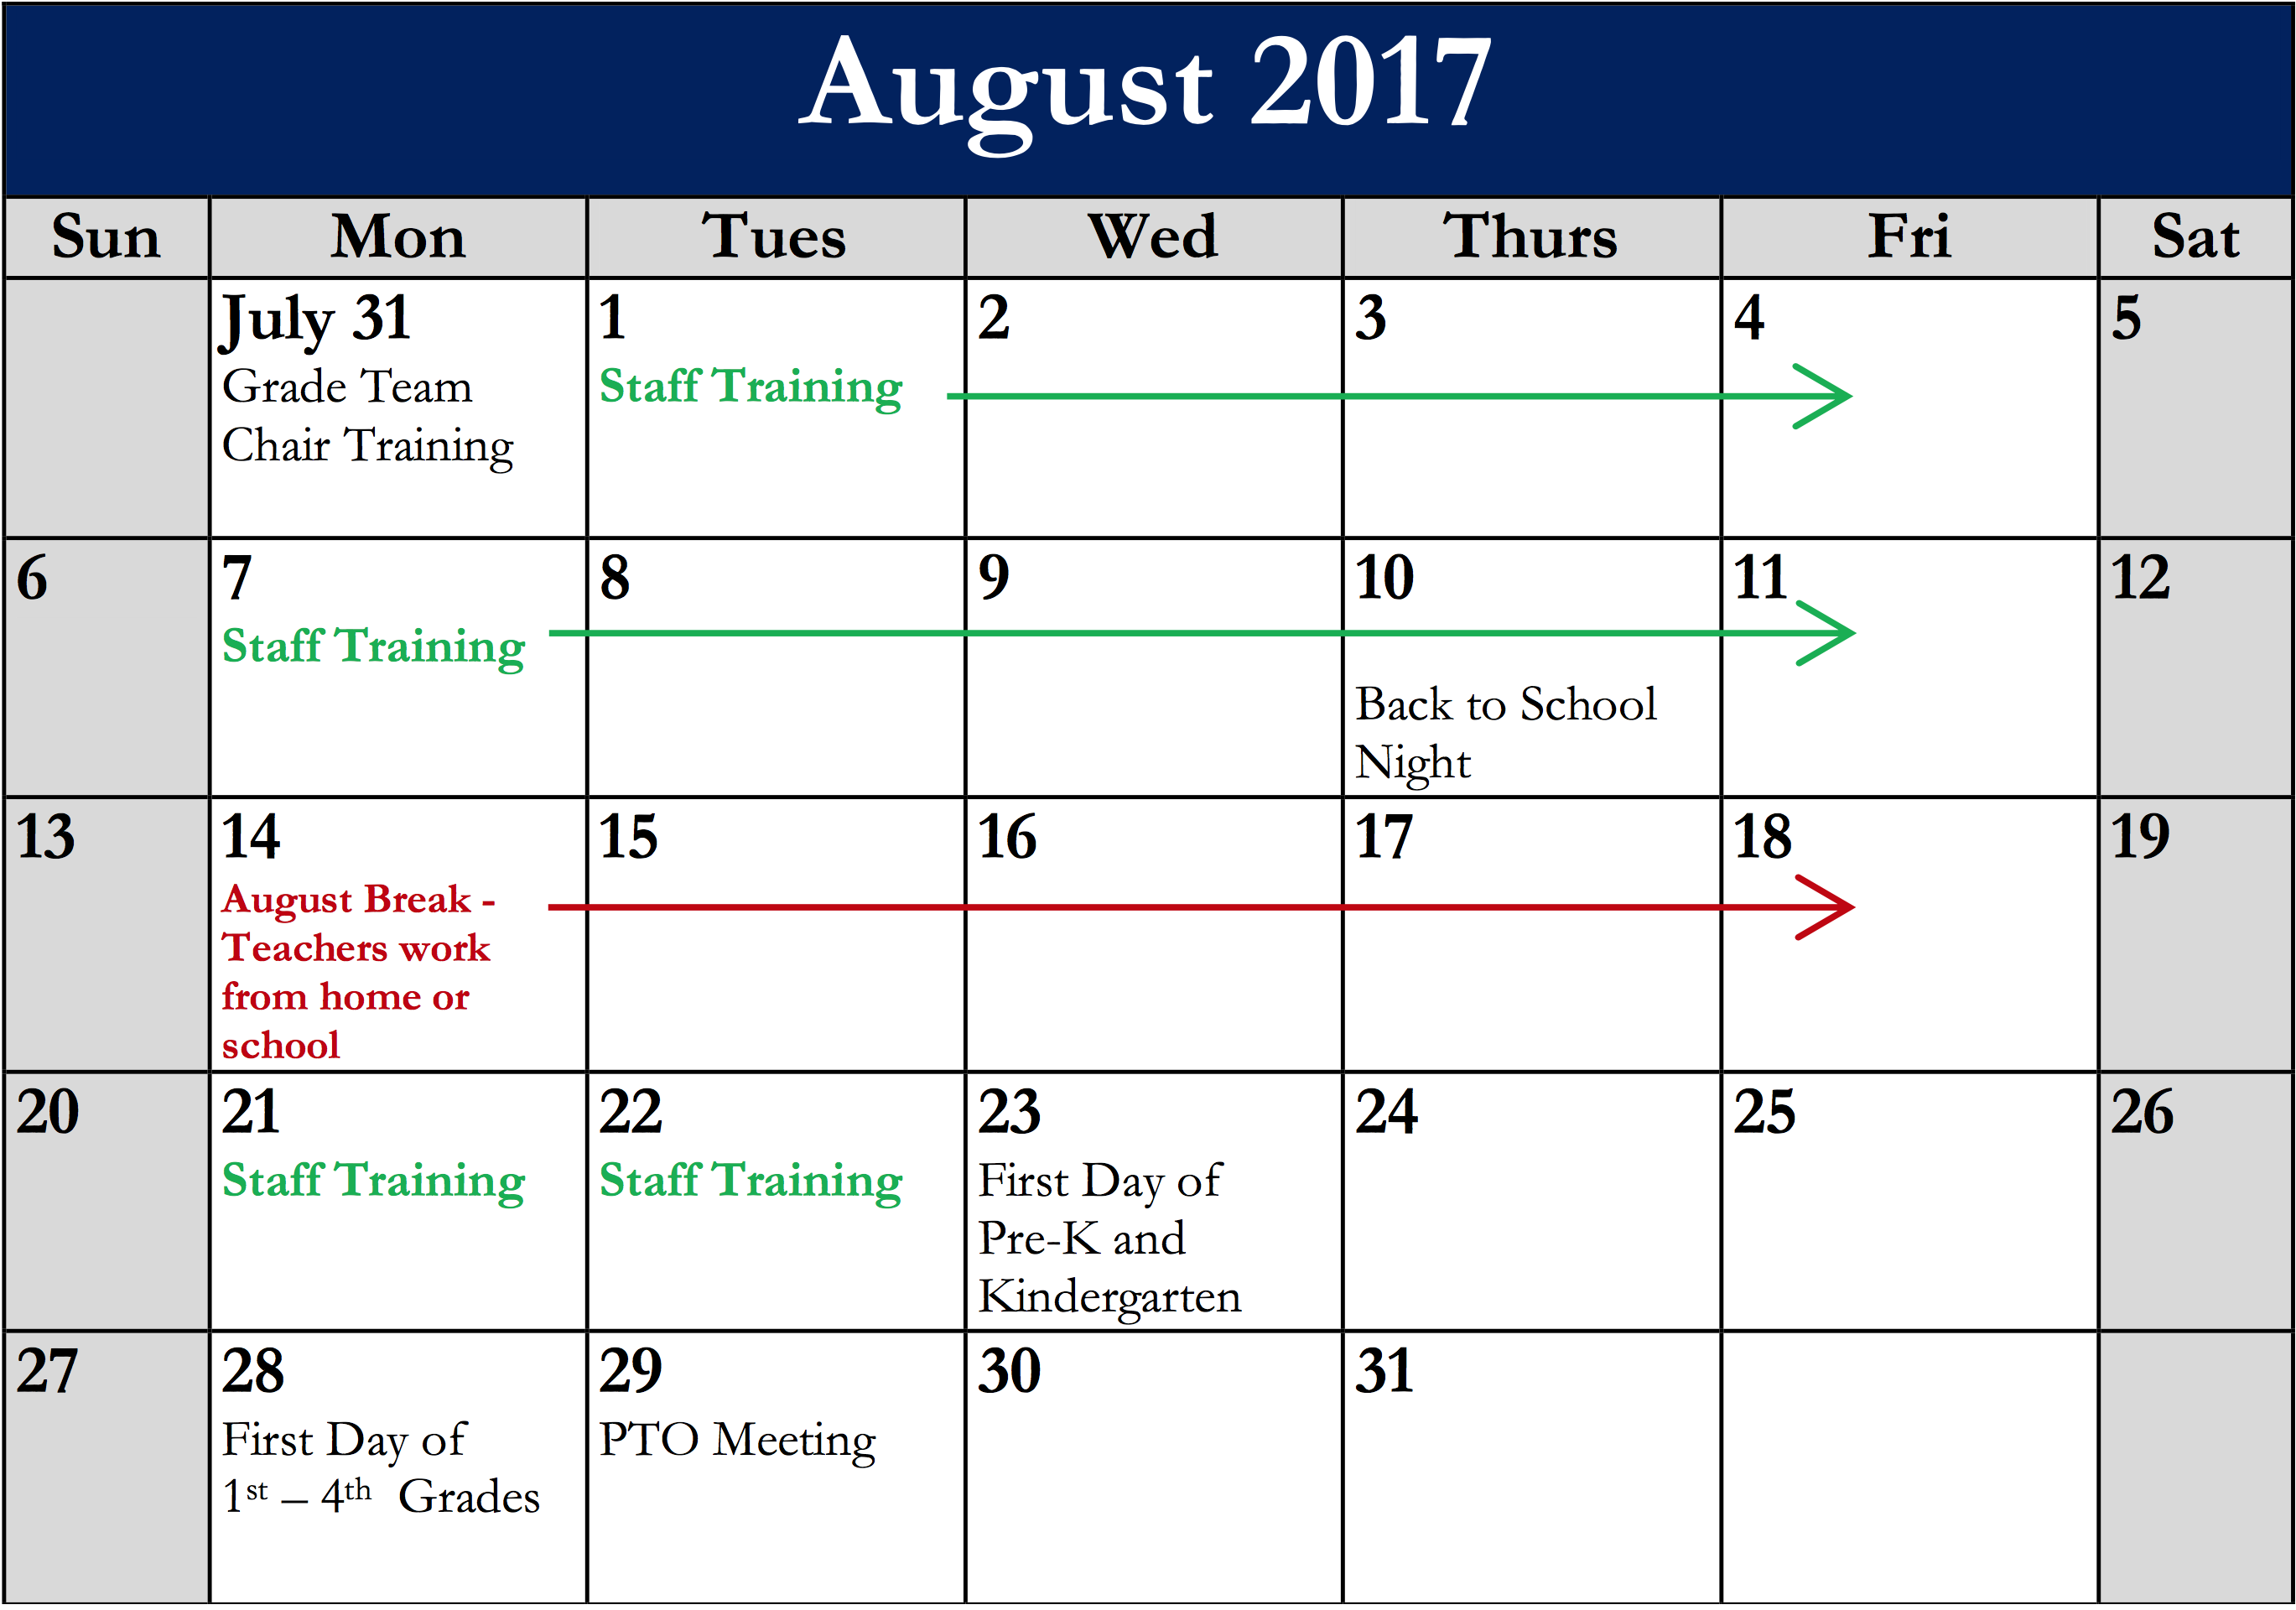 August 2017
Sun Mon Tues Wed Thurs Fri Sat
July 31 1 2 3 4 5
Grade Team
Chair Training
Staff Training
6 7 8 9 10 11 12
Staff Training
Back to School
Night
13 14 15 16 17 18 19
August Break -
Teachers work
from home or
school
20 21 22 23 24 25 26
Staff Training
Staff Training
First Day of
Pre-K and
Kindergarten
27 28 29 30 31
First Day of
1st – 4th Grades
PTO Meeting